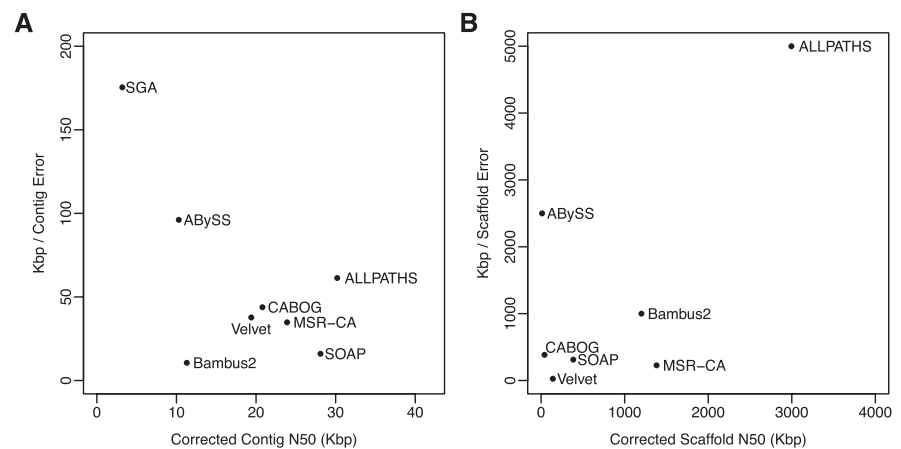 A
Kbp / Contig Error
200
150
100
50
0
SGA
ABySS
ALLPATHS
CABOG
MSR−CA
Velvet
SOAP
Bambus2
0 10 20 30 40
Corrected Contig N50 (Kbp)
B
Kbp / Scaffold Error
5000
4000
3000
2000
1000
0
ALLPATHS
ABySS
Bambus2
CABOG
SOAP
MSR−CA
Velvet
0 1000 2000 3000 4000
Corrected Scaffold N50 (Kbp)